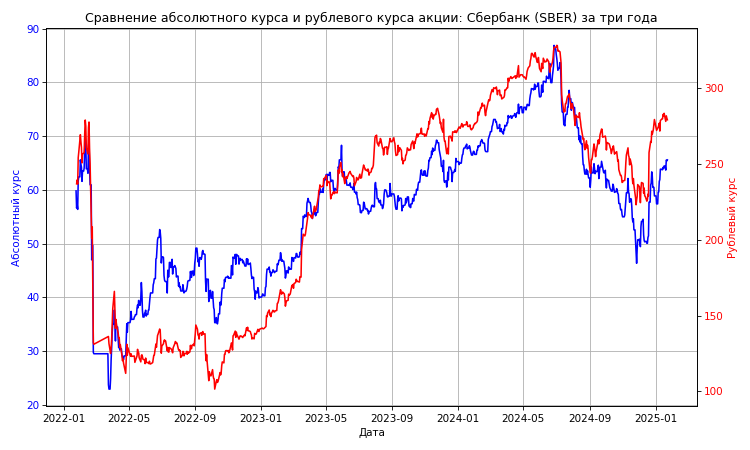 Сравнение абсолютного курса и рублевого курса акции: Сбербанк (SBER) за три года
Абсолютный курс
90
80
70
60
50
40
30
20
300
250
200
150
100
Рублевый курс
2022-01 2022-05 2022-09 2023-01 2023-05 2023-09 2024-01 2024-05 2024-09 2025-01
Дата